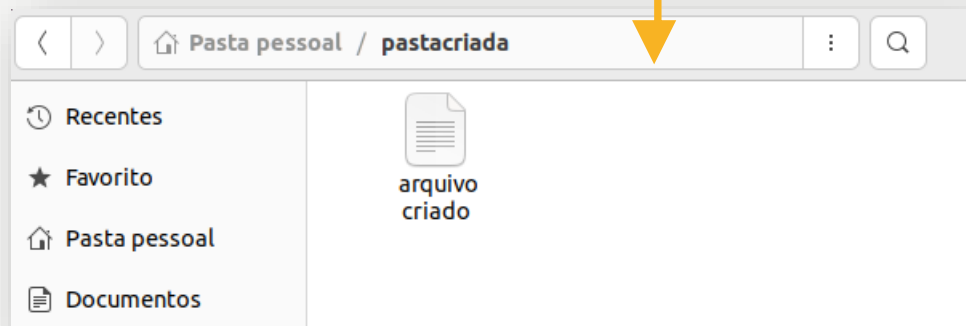 Pasta pessoal / pastacriada
Recentes
Favorito
Pasta pessoal
Documentos
arquivo
criado